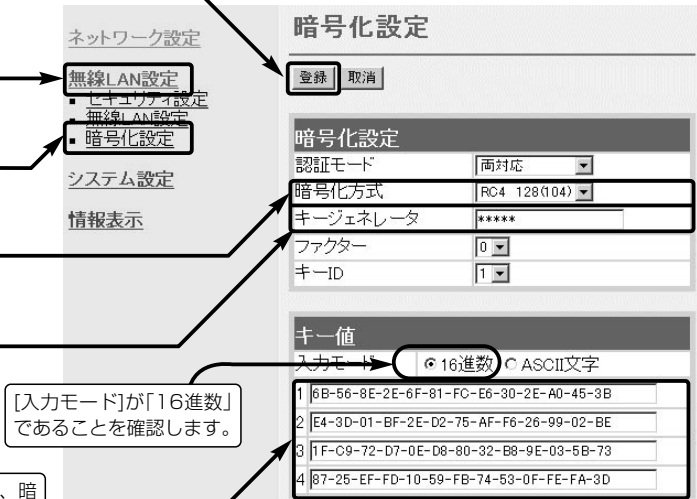 ネットワーク設定
無線LAN設定
セキュリティ設定
無線LAN設定
暗号化設定
システム設定
情報表示
暗号化設定
登録 取消
暗号化設定
認証モード 両対応
暗号化方式 RC4 128(104)
キージェネレータ *****
ファクター 0
キーID 1
キー値
入力モード 16進数 ASCII文字
1 6B-56-8E-2E-6F-81-FC-E6-30-2E-A0-45-3B
2 E4-3D-01-BF-2E-D2-75-AF-F6-26-99-02-BE
3 1F-C9-72-D7-0E-D8-80-32-B8-9E-03-5B-73
4 87-25-EF-FD-10-59-FB-74-53-0F-FE-FA-3D
[入力モード]が「16進数」
であることを確認します。
、暗